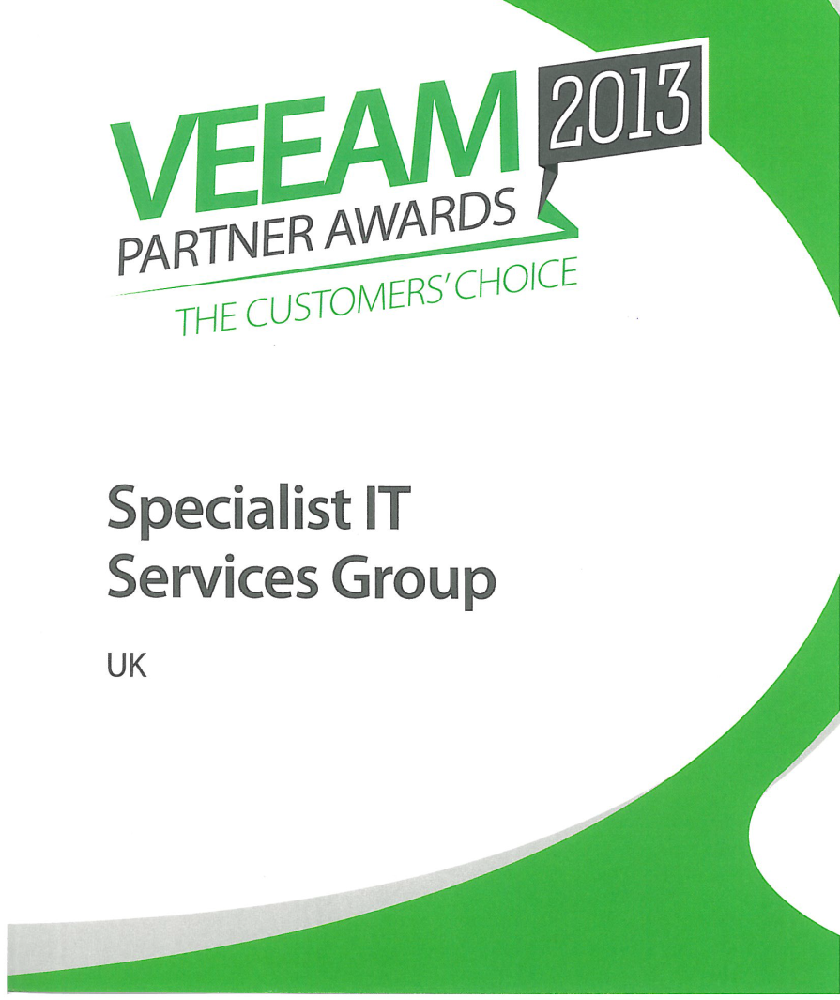 VEEAM 2013
PARTNER AWARDS
THE CUSTOMERS' CHOICE
Specialist IT
Services Group
UK